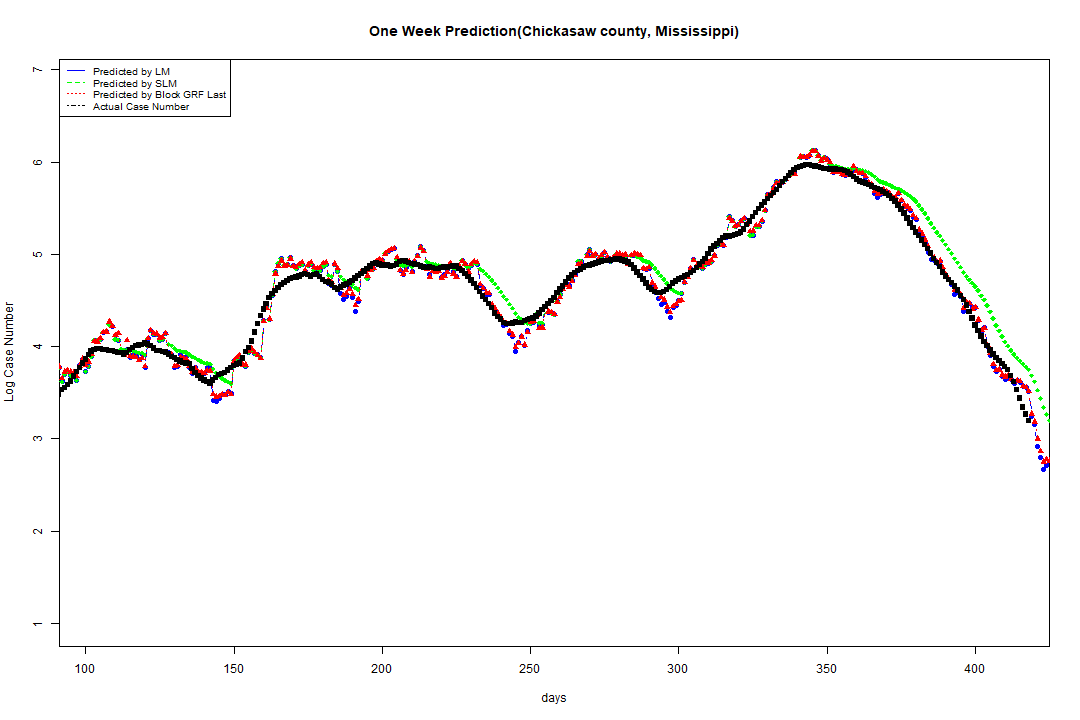 One Week Prediction(Chickasaw county, Mississippi)
Predicted by LM
Predicted by SLM
Predicted by Block GRF Last
Actual Case Number
7
6
5
4
3
2
1
Log Case Number
100 150 200 250 300 350 400
days